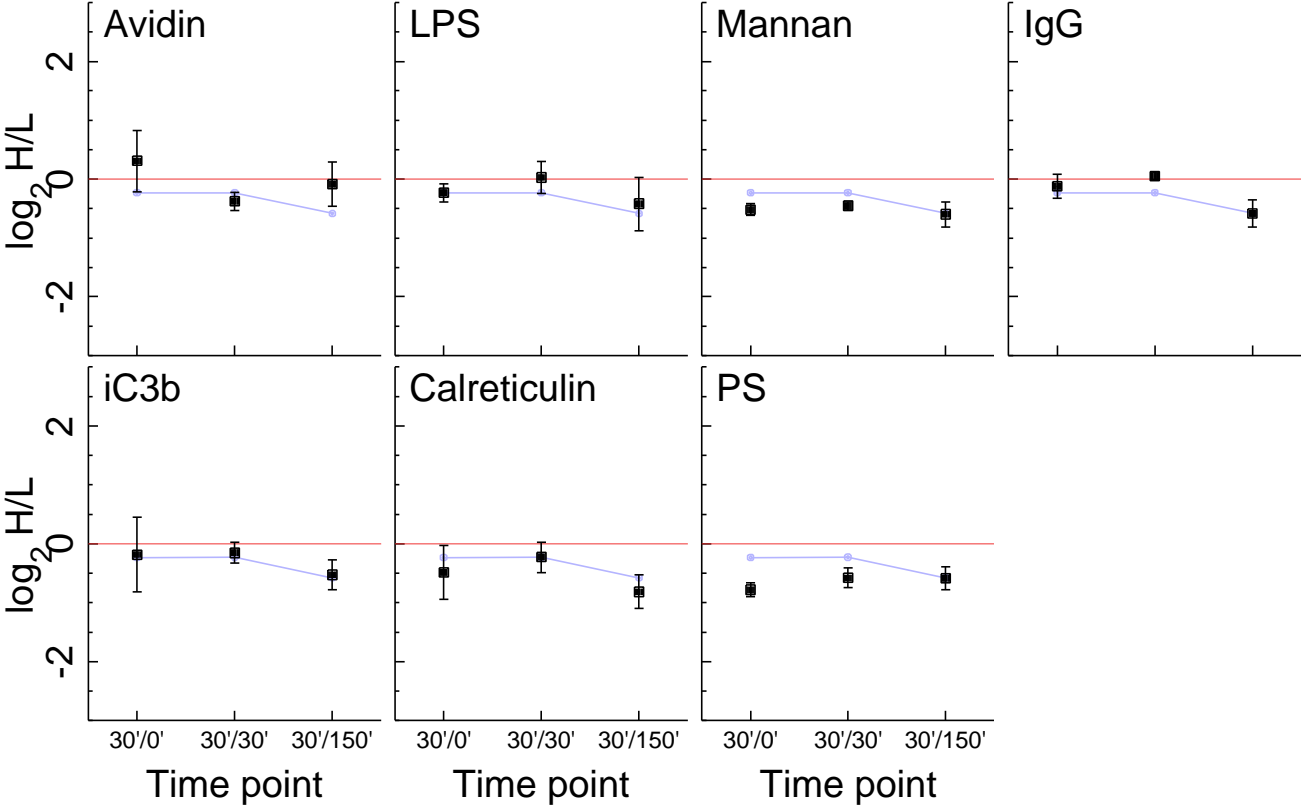 Avidin
LPS
Mannan
IgG
log2 H/L
2
0
-2
iC3b
Calreticulin
PS
log2 H/L
2
0
-2
30'/0' 30'/30' 30'/150'
30'/0' 30'/30' 30'/150'
30'/0' 30'/30' 30'/150'
Time point
Time point
Time point